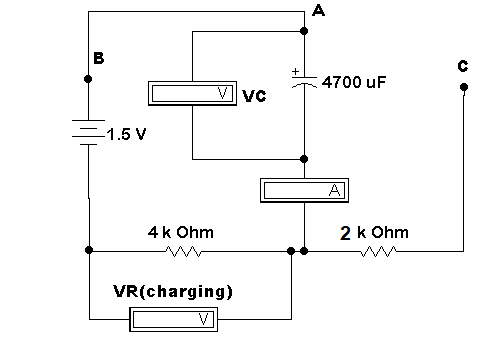 A
B
C
V
VC
4700 uF
+
1.5 V
A
4 k Ohm
2 k Ohm
VR(charging)
V